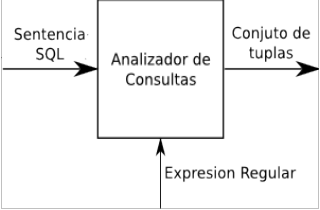 Sentencia
SQL
Analizador de
Consultas
Conjuto de
tuplas
Expresion Regular